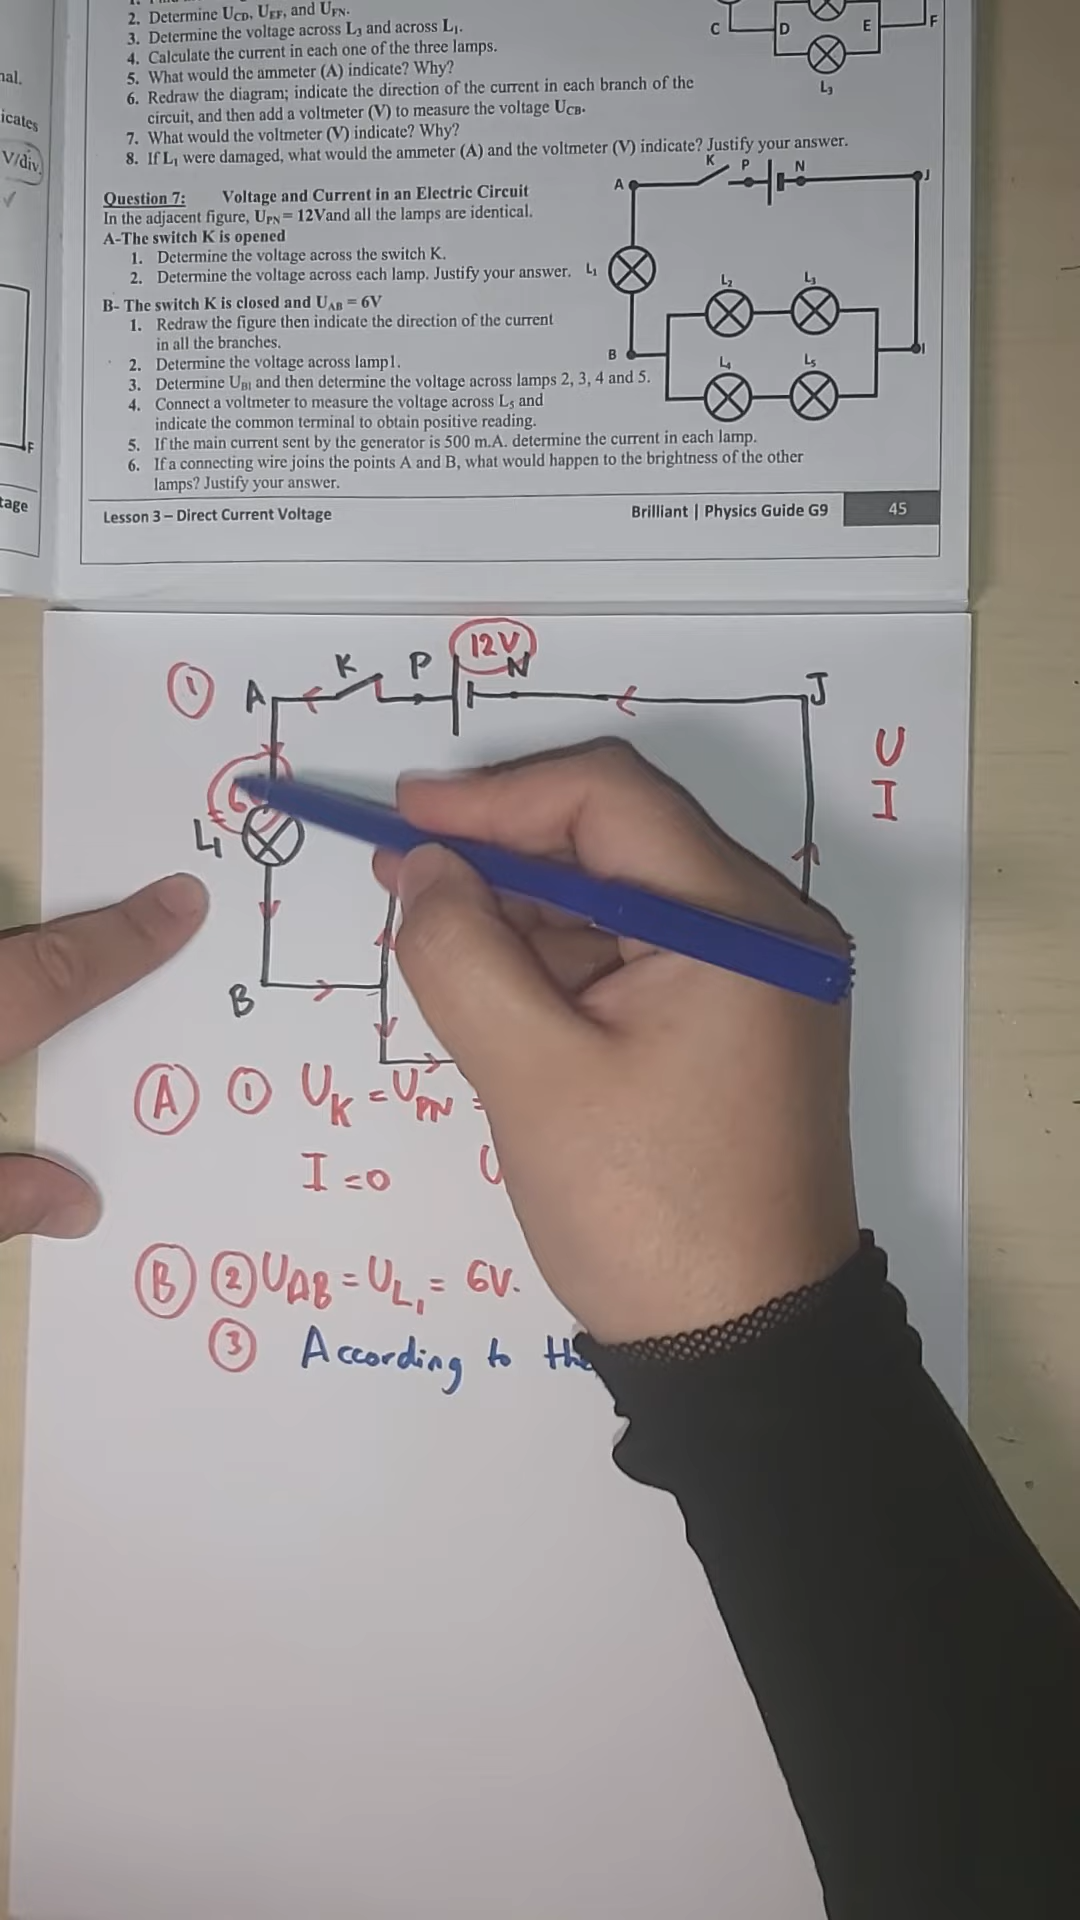 2. Determine UCD, UEF, and UFN.
3. Determine the voltage across L3 and across L1.
4. Calculate the current in each one of the three lamps.
5. What would the ammeter (A) indicate? Why?
6. Redraw the diagram; indicate the direction of the current in each branch of the
circuit, and then add a voltmeter (V) to measure the voltage UCB.
7. What would the voltmeter (V) indicate? Why?
8. If L1 were damaged, what would the ammeter (A) and the voltmeter (V) indicate? Justify your answer.
C D E F
L3
icates
V/div.
F
Question 7: Voltage and Current in an Electric Circuit
In the adjacent figure, UPN = 12Vand all the lamps are identical.
A-The switch K is opened
1. Determine the voltage across the switch K.
2. Determine the voltage across each lamp. Justify your answer.
B- The switch K is closed and UAB = 6V
1. Redraw the figure then indicate the direction of the current
in all the branches.
2. Determine the voltage across lamp1.
3. Determine UBI and then determine the voltage across lamps 2, 3, 4 and 5.
4. Connect a voltmeter to measure the voltage across L5 and
indicate the common terminal to obtain positive reading.
5. If the main current sent by the generator is 500 m.A. determine the current in each lamp.
6. If a connecting wire joins the points A and B, what would happen to the brightness of the other
lamps? Justify your answer.
A K P N J
L1
L2 L3
B I
L4 L5
Lesson 3 – Direct Current Voltage
Brilliant | Physics Guide G9
45
12V
1 A K P N J
U
I
L1
B
A 1 UK = UPN =
I = 0
B 2 UAB = UL1 = 6V.
3 According to the